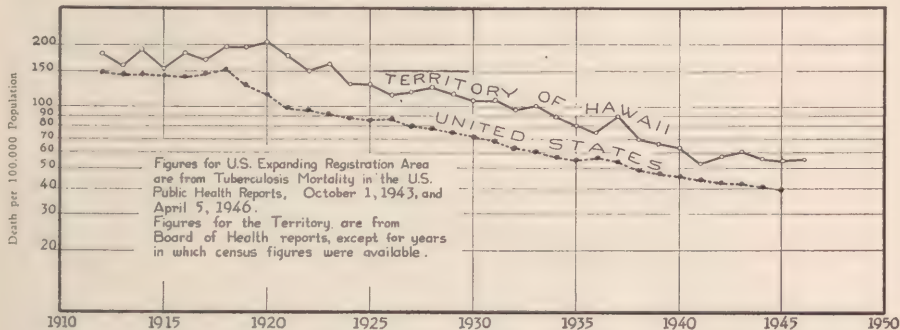 Death per 100.000 Population
200
150
100
90
80
70
60
50
40
30
20
TERRITORY OF HAWAII
UNITED STATES
Figures for U.S. Expanding Registration Area
are from Tuberculosis Mortality in the U.S.
Public Health Reports, October 1, 1943, and
April 5, 1946.
Figures for the Territory, are from
Board of Health reports, except for years
in which census figures were available.
1910 1915 1920 1925 1930 1935 1940 1945 1950